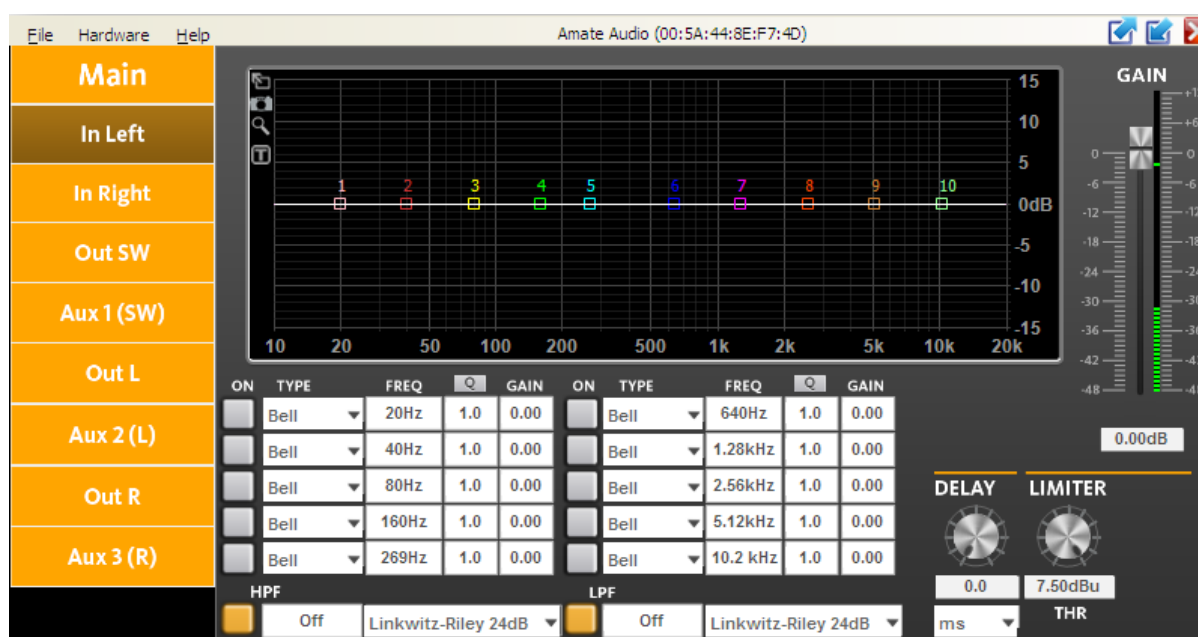 File Hardware Help Amate Audio (00:5A:44:8E:F7:4D)
Main
In Left
In Right
Out SW
Aux 1 (SW)
Out L
Aux 2 (L)
Out R
Aux 3 (R)
T
1 2 3 4 5 6 7 8 9 10
15
10
5
0dB
-5
-10
-15
10 20 50 100 200 500 1k 2k 5k 10k 20k
GAIN
+6
0 0
-6 -6
-12 -12
-18 -18
-24
-30
-36
-42
-48
0.00dB
ON TYPE FREQ Q GAIN ON TYPE FREQ Q GAIN
Bell 20Hz 1.0 0.00 Bell 640Hz 1.0 0.00
Bell 40Hz 1.0 0.00 Bell 1.28kHz 1.0 0.00
Bell 80Hz 1.0 0.00 Bell 2.56kHz 1.0 0.00
Bell 160Hz 1.0 0.00 Bell 5.12kHz 1.0 0.00
Bell 269Hz 1.0 0.00 Bell 10.2 kHz 1.0 0.00
HPF LPF
Off Linkwitz-Riley 24dB Off Linkwitz-Riley 24dB
DELAY LIMITER
0.0 7.50dBu
ms THR